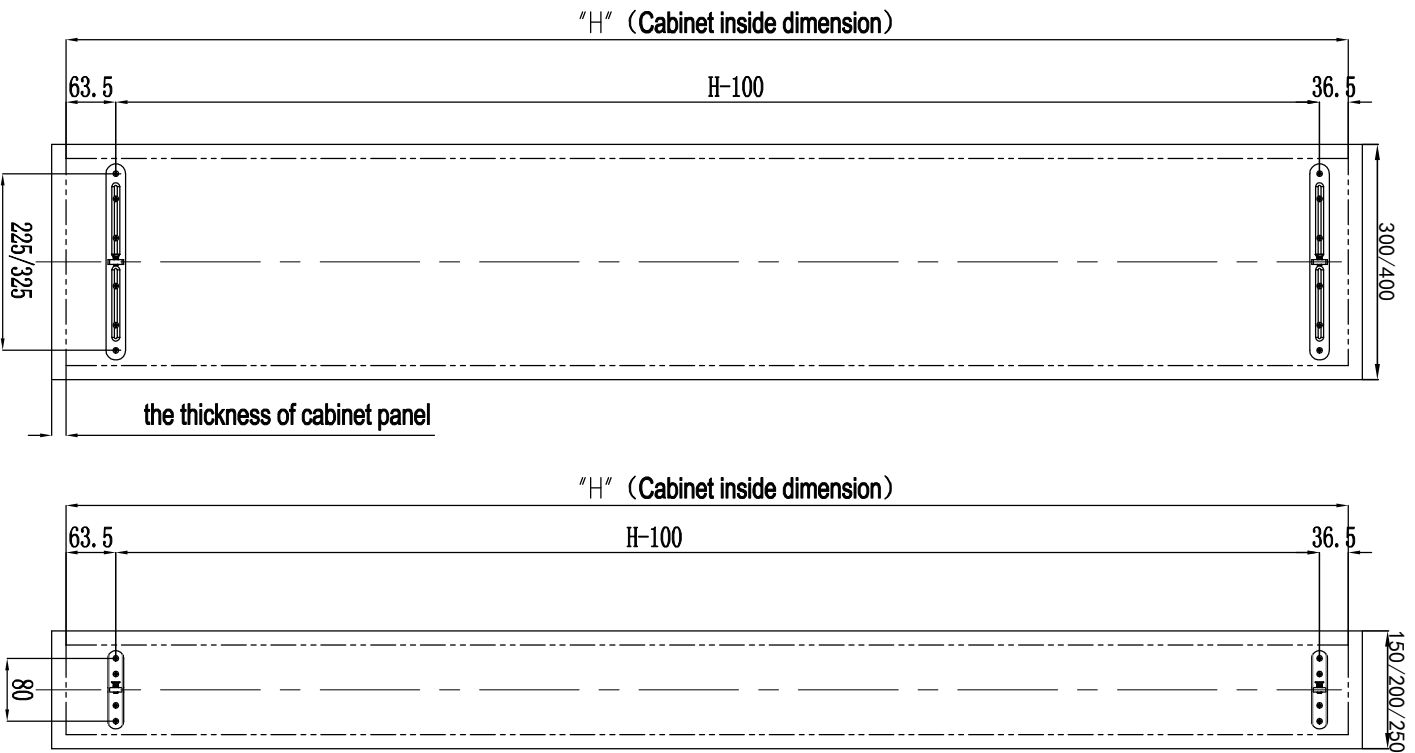 "H"（Cabinet inside dimension）
63.5
H-100
36.5
225/325
300/400
the thickness of cabinet panel
"H"（Cabinet inside dimension）
63.5
H-100
36.5
80
150/200/250